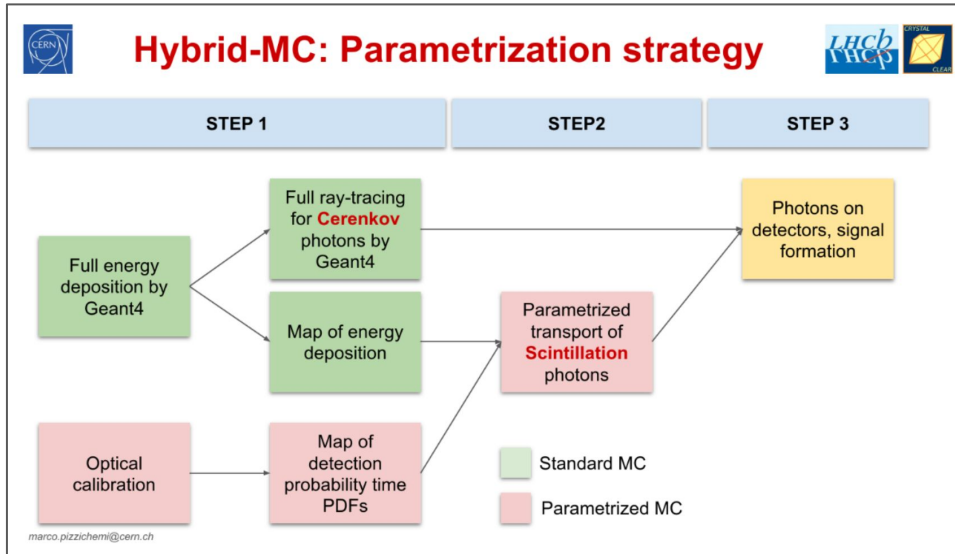 CERN
Hybrid-MC: Parametrization strategy
LHCb
LHCb
CRYSTAL
CLEAR
STEP 1
STEP2
STEP 3
Full ray-tracing
for Cerenkov
photons by
Geant4
Photons on
detectors, signal
formation
Full energy
deposition by
Geant4
Map of energy
deposition
Parametrized
transport of
Scintillation
photons
Optical
calibration
Map of
detection
probability time
PDFs
Standard MC
Parametrized MC
marco.pizzichemi@cern.ch